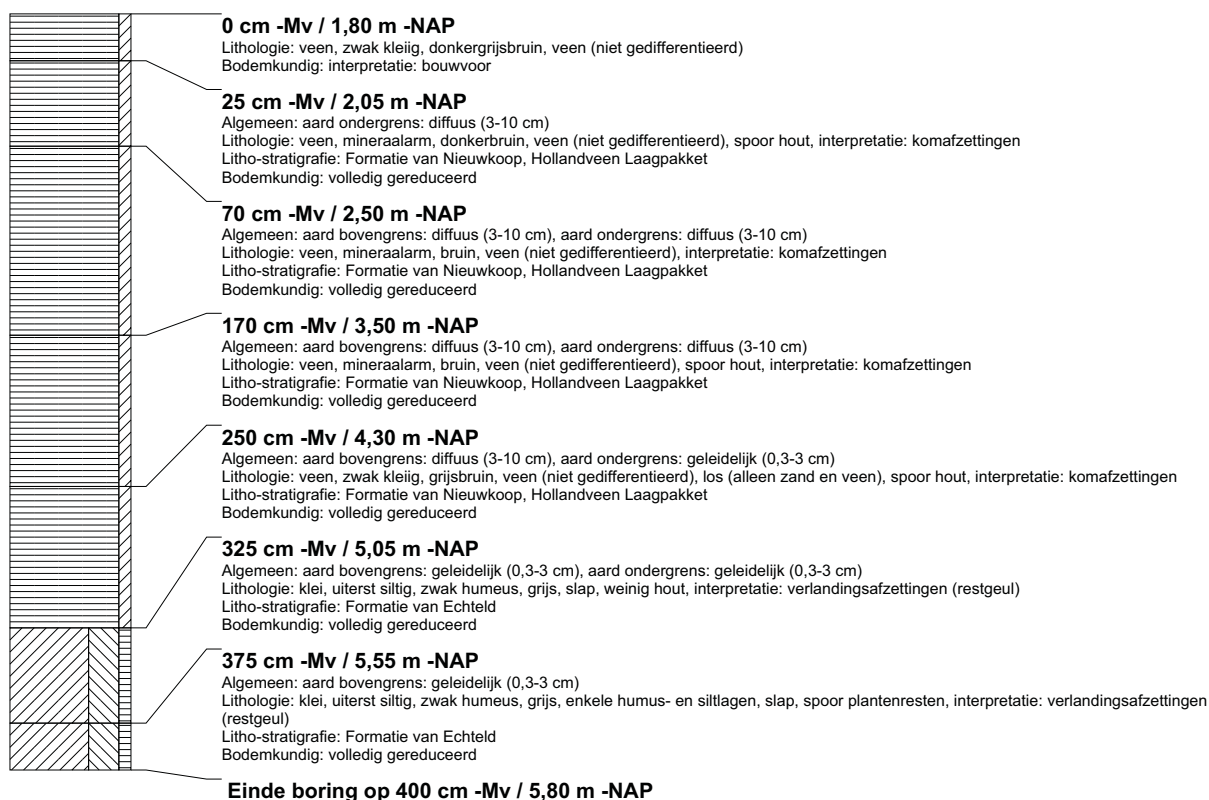 0 cm -Mv / 1,80 m -NAP
Lithologie: veen, zwak kleiig, donkergrijsbruin, veen (niet gedifferentieerd)
Bodemkundig: interpretatie: bouwvoor
25 cm -Mv / 2,05 m -NAP
Algemeen: aard ondergrens: diffuus (3-10 cm)
Lithologie: veen, mineraalarm, donkerbruin, veen (niet gedifferentieerd), spoor hout, interpretatie: komafzettingen
Litho-stratigrafie: Formatie van Nieuwkoop, Hollandveen Laagpakket
Bodemkundig: volledig gereduceerd
70 cm -Mv / 2,50 m -NAP
Algemeen: aard bovengrens: diffuus (3-10 cm), aard ondergrens: diffuus (3-10 cm)
Lithologie: veen, mineraalarm, bruin, veen (niet gedifferentieerd), interpretatie: komafzettingen
Litho-stratigrafie: Formatie van Nieuwkoop, Hollandveen Laagpakket
Bodemkundig: volledig gereduceerd
170 cm -Mv / 3,50 m -NAP
Algemeen: aard bovengrens: diffuus (3-10 cm), aard ondergrens: diffuus (3-10 cm)
Lithologie: veen, mineraalarm, bruin, veen (niet gedifferentieerd), spoor hout, interpretatie: komafzettingen
Litho-stratigrafie: Formatie van Nieuwkoop, Hollandveen Laagpakket
Bodemkundig: volledig gereduceerd
250 cm -Mv / 4,30 m -NAP
Algemeen: aard bovengrens: diffuus (3-10 cm), aard ondergrens: geleidelijk (0,3-3 cm)
Lithologie: veen, zwak kleiig, grijsbruin, veen (niet gedifferentieerd), los (alleen zand en veen), spoor hout, interpretatie: komafzettingen
Litho-stratigrafie: Formatie van Nieuwkoop, Hollandveen Laagpakket
Bodemkundig: volledig gereduceerd
325 cm -Mv / 5,05 m -NAP
Algemeen: aard bovengrens: geleidelijk (0,3-3 cm), aard ondergrens: geleidelijk (0,3-3 cm)
Lithologie: klei, uiterst siltig, zwak humeus, grijs, slap, weinig hout, interpretatie: verlandingsafzettingen (restgeul)
Litho-stratigrafie: Formatie van Echteld
Bodemkundig: volledig gereduceerd
375 cm -Mv / 5,55 m -NAP
Algemeen: aard bovengrens: geleidelijk (0,3-3 cm)
Lithologie: klei, uiterst siltig, zwak humeus, grijs, enkele humus- en siltlagen, slap, spoor plantenresten, interpretatie: verlandingsafzettingen
(restgeul)
Litho-stratigrafie: Formatie van Echteld
Bodemkundig: volledig gereduceerd
Einde boring op 400 cm -Mv / 5,80 m -NAP